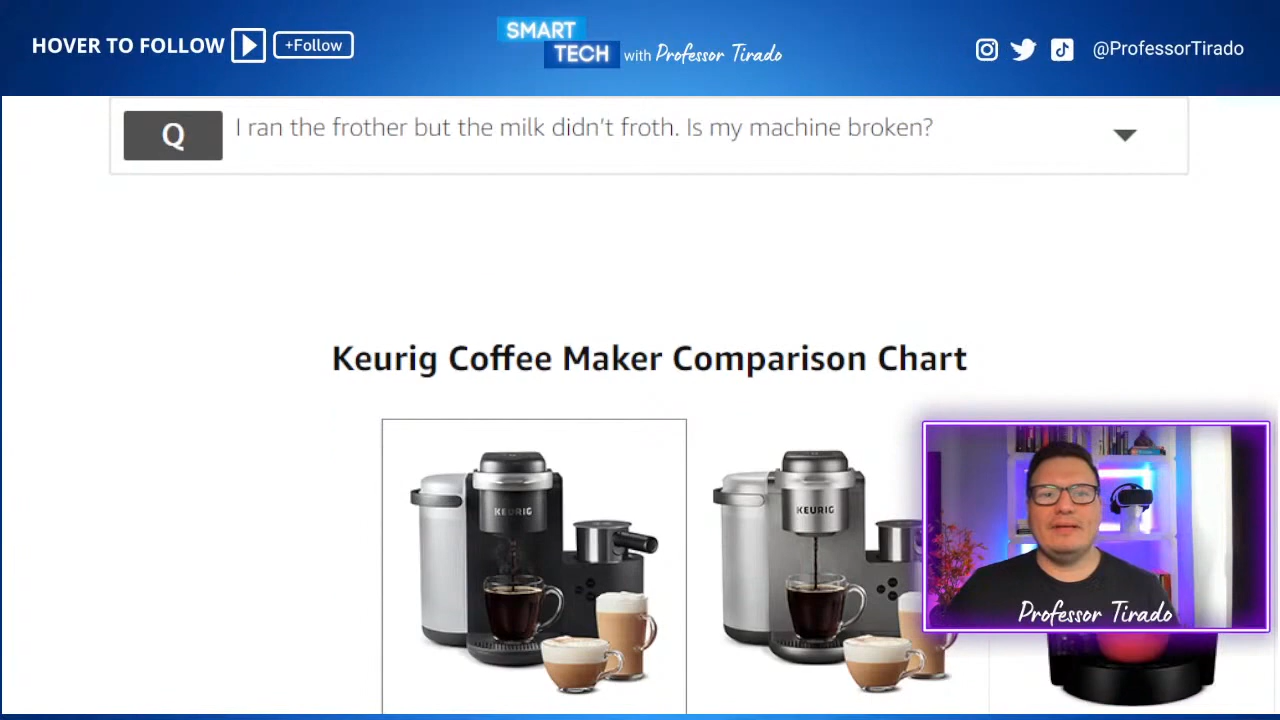 HOVER TO FOLLOW +Follow
SMART
TECH with Professor Tirado
@ProfessorTirado
Q I ran the frother but the milk didn't froth. Is my machine broken?
Keurig Coffee Maker Comparison Chart
KEURIG
KEURIG
Professor Tirado